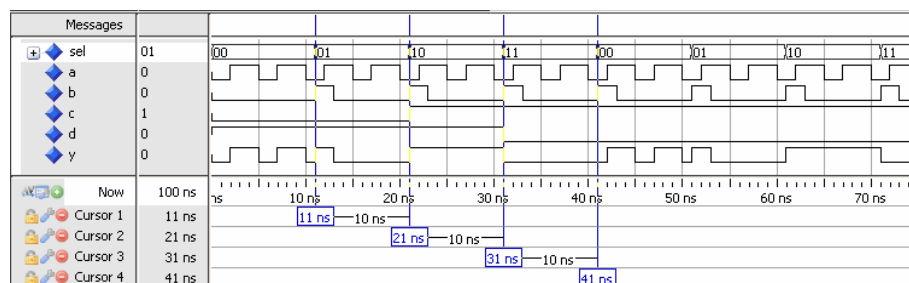 Messages
sel 01 00 01 10 11 00 01 10 11
a 0
b 0
c 1
d 0
y 0
Now 100 ns ns 10 ns 20 ns 30 ns 40 ns 50 ns 60 ns 70 ns
Cursor 1 11 ns 11 ns 10 ns
Cursor 2 21 ns 21 ns 10 ns
Cursor 3 31 ns 31 ns 10 ns
Cursor 4 41 ns 41 ns